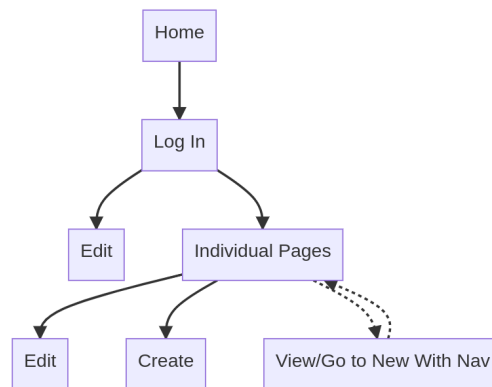 Home
Log In
Edit
Individual Pages
Edit
Create
View/Go to New With Nav